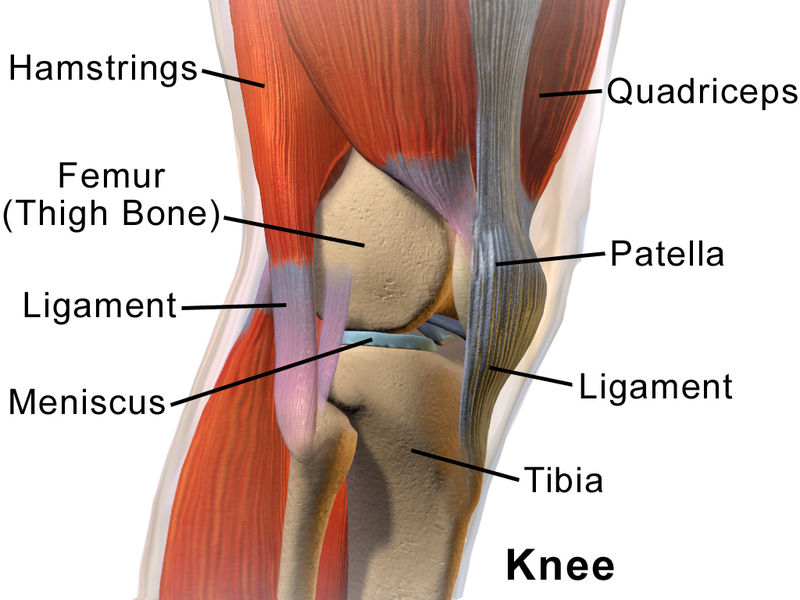 Hamstrings
Quadriceps
Femur
(Thigh Bone)
Patella
Ligament
Ligament
Meniscus
Tibia
Knee